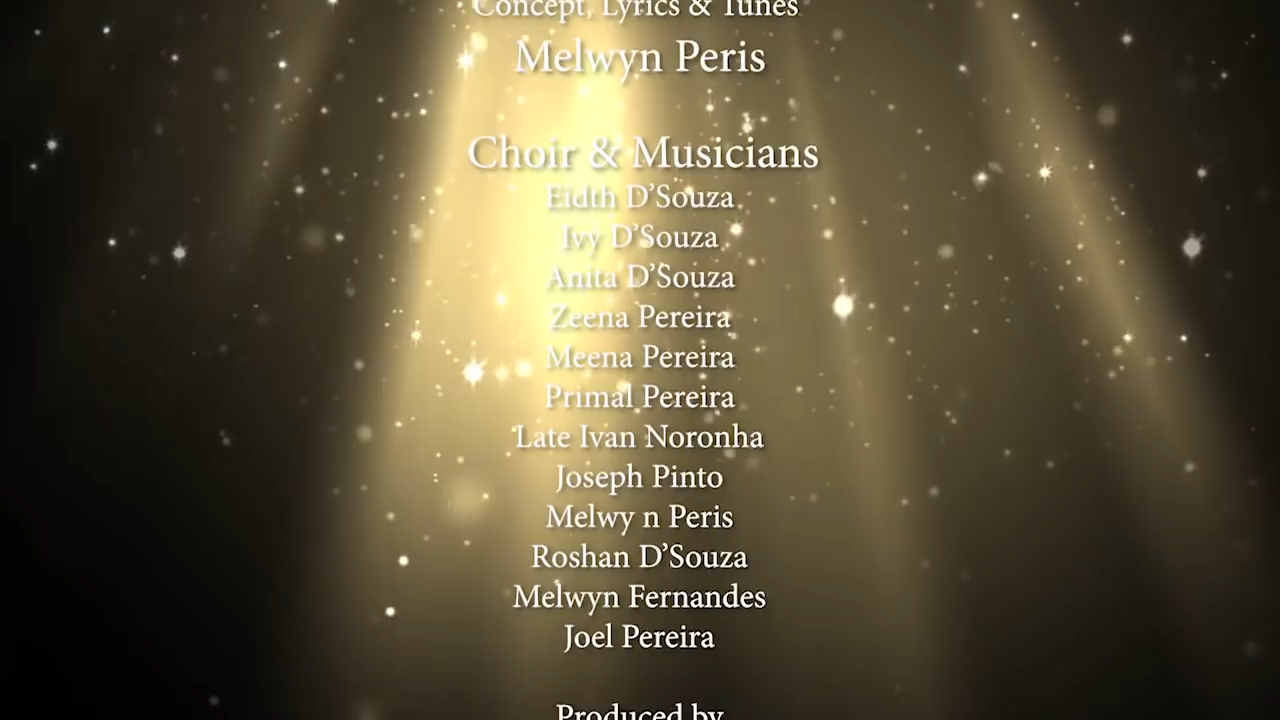 Concept, Lyrics & Tunes
Melwyn Peris
Choir & Musicians
Eidth D’Souza
Ivy D’Souza
Anita D’Souza
Zeena Pereira
Meena Pereira
Primal Pereira
Late Ivan Noronha
Joseph Pinto
Melwy n Peris
Roshan D’Souza
Melwyn Fernandes
Joel Pereira
Produced by